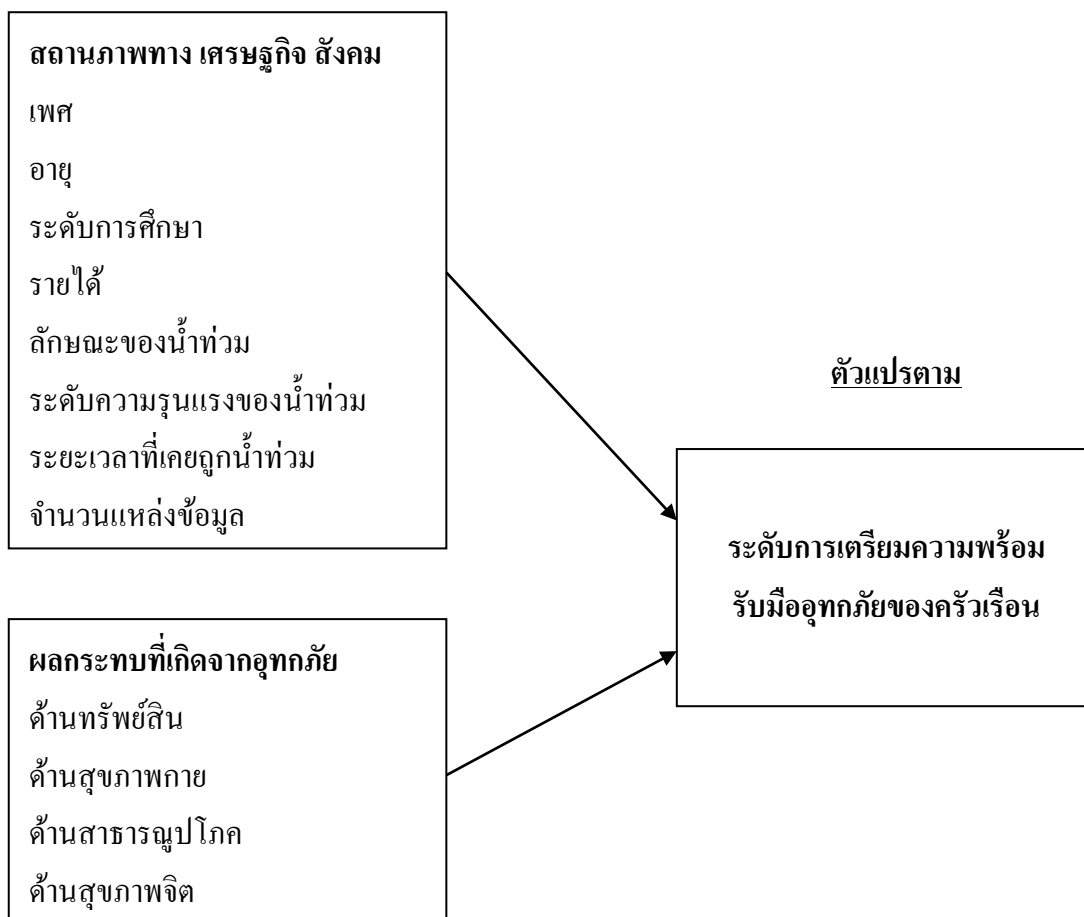 สถานภาพทาง เศรษฐกิจ สังคม
เพศ
อายุ
ระดับการศึกษา
รายได้
ลักษณะของน้ำท่วม
ระดับความรุนแรงของน้ำท่วม
ระยะเวลาที่เคยถูกน้ำท่วม
จำนวนแหล่งข้อมูล
ผลกระทบที่เกิดจากอุทกภัย
ด้านทรัพย์สิน
ด้านสุขภาพกาย
ด้านสาธารณูปโภค
ด้านสุขภาพจิต
ตัวแปรตาม
ระดับการเตรียมความพร้อม
รับมืออุทกภัยของครัวเรือน